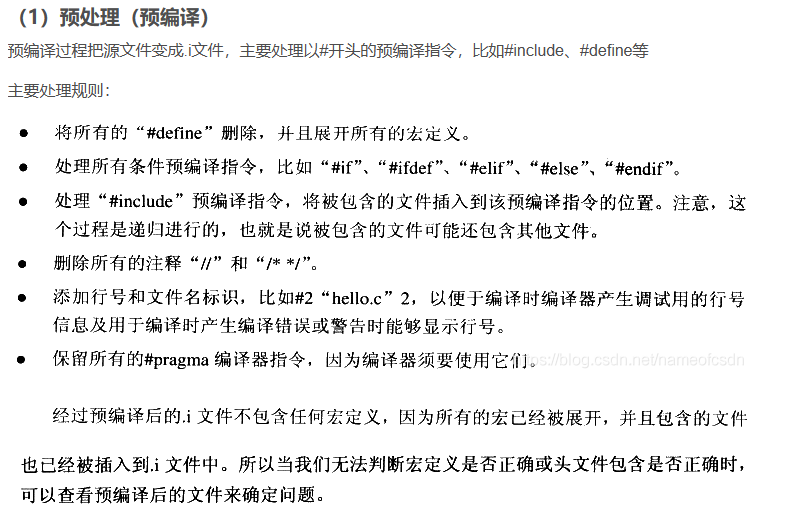 （1）预处理（预编译）
预编译过程把源文件变成.i文件，主要处理以#开头的预编译指令，比如#include、#define等
主要处理规则：
● 将所有的“#define”删除，并且展开所有的宏定义。
● 处理所有条件预编译指令，比如“#if”、“#ifdef”、“#elif”、“#else”、“#endif”。
● 处理“#include”预编译指令，将被包含的文件插入到该预编译指令的位置。注意，这
个过程是递归进行的，也就是说被包含的文件可能还包含其他文件。
● 删除所有的注释“//”和“/* */”。
● 添加行号和文件名标识，比如#2“hello.c”2，以便于编译时编译器产生调试用的行号
信息及用于编译时产生编译错误或警告时能够显示行号。
● 保留所有的#pragma 编译器指令，因为编译器须要使用它们。
https://blog.csdn.net/nameofcsdn
经过预编译后的.i 文件不包含任何宏定义，因为所有的宏已经被展开，并且包含的文件
也已经被插入到.i 文件中。所以当我们无法判断宏定义是否正确或头文件包含是否正确时，
可以查看预编译后的文件来确定问题。